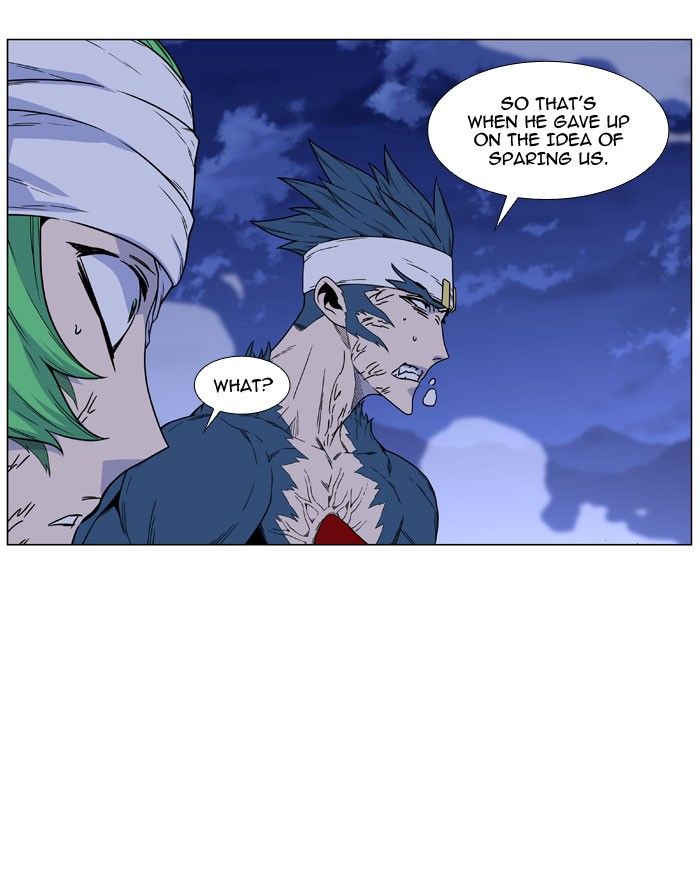 SO THAT'S
WHEN HE GAVE UP
ON THE IDEA OF
SPARING US.
WHAT?